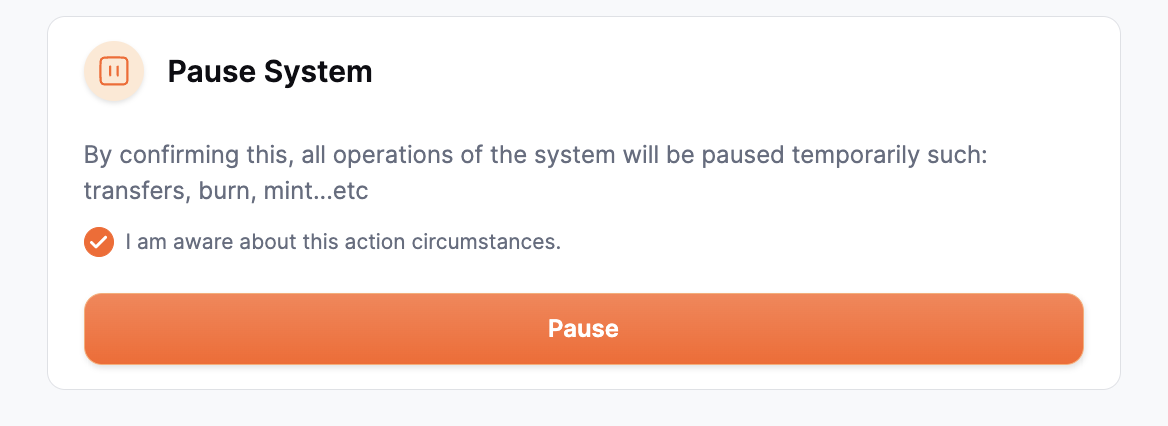 Pause System
By confirming this, all operations of the system will be paused temporarily such:
transfers, burn, mint...etc
I am aware about this action circumstances.
Pause